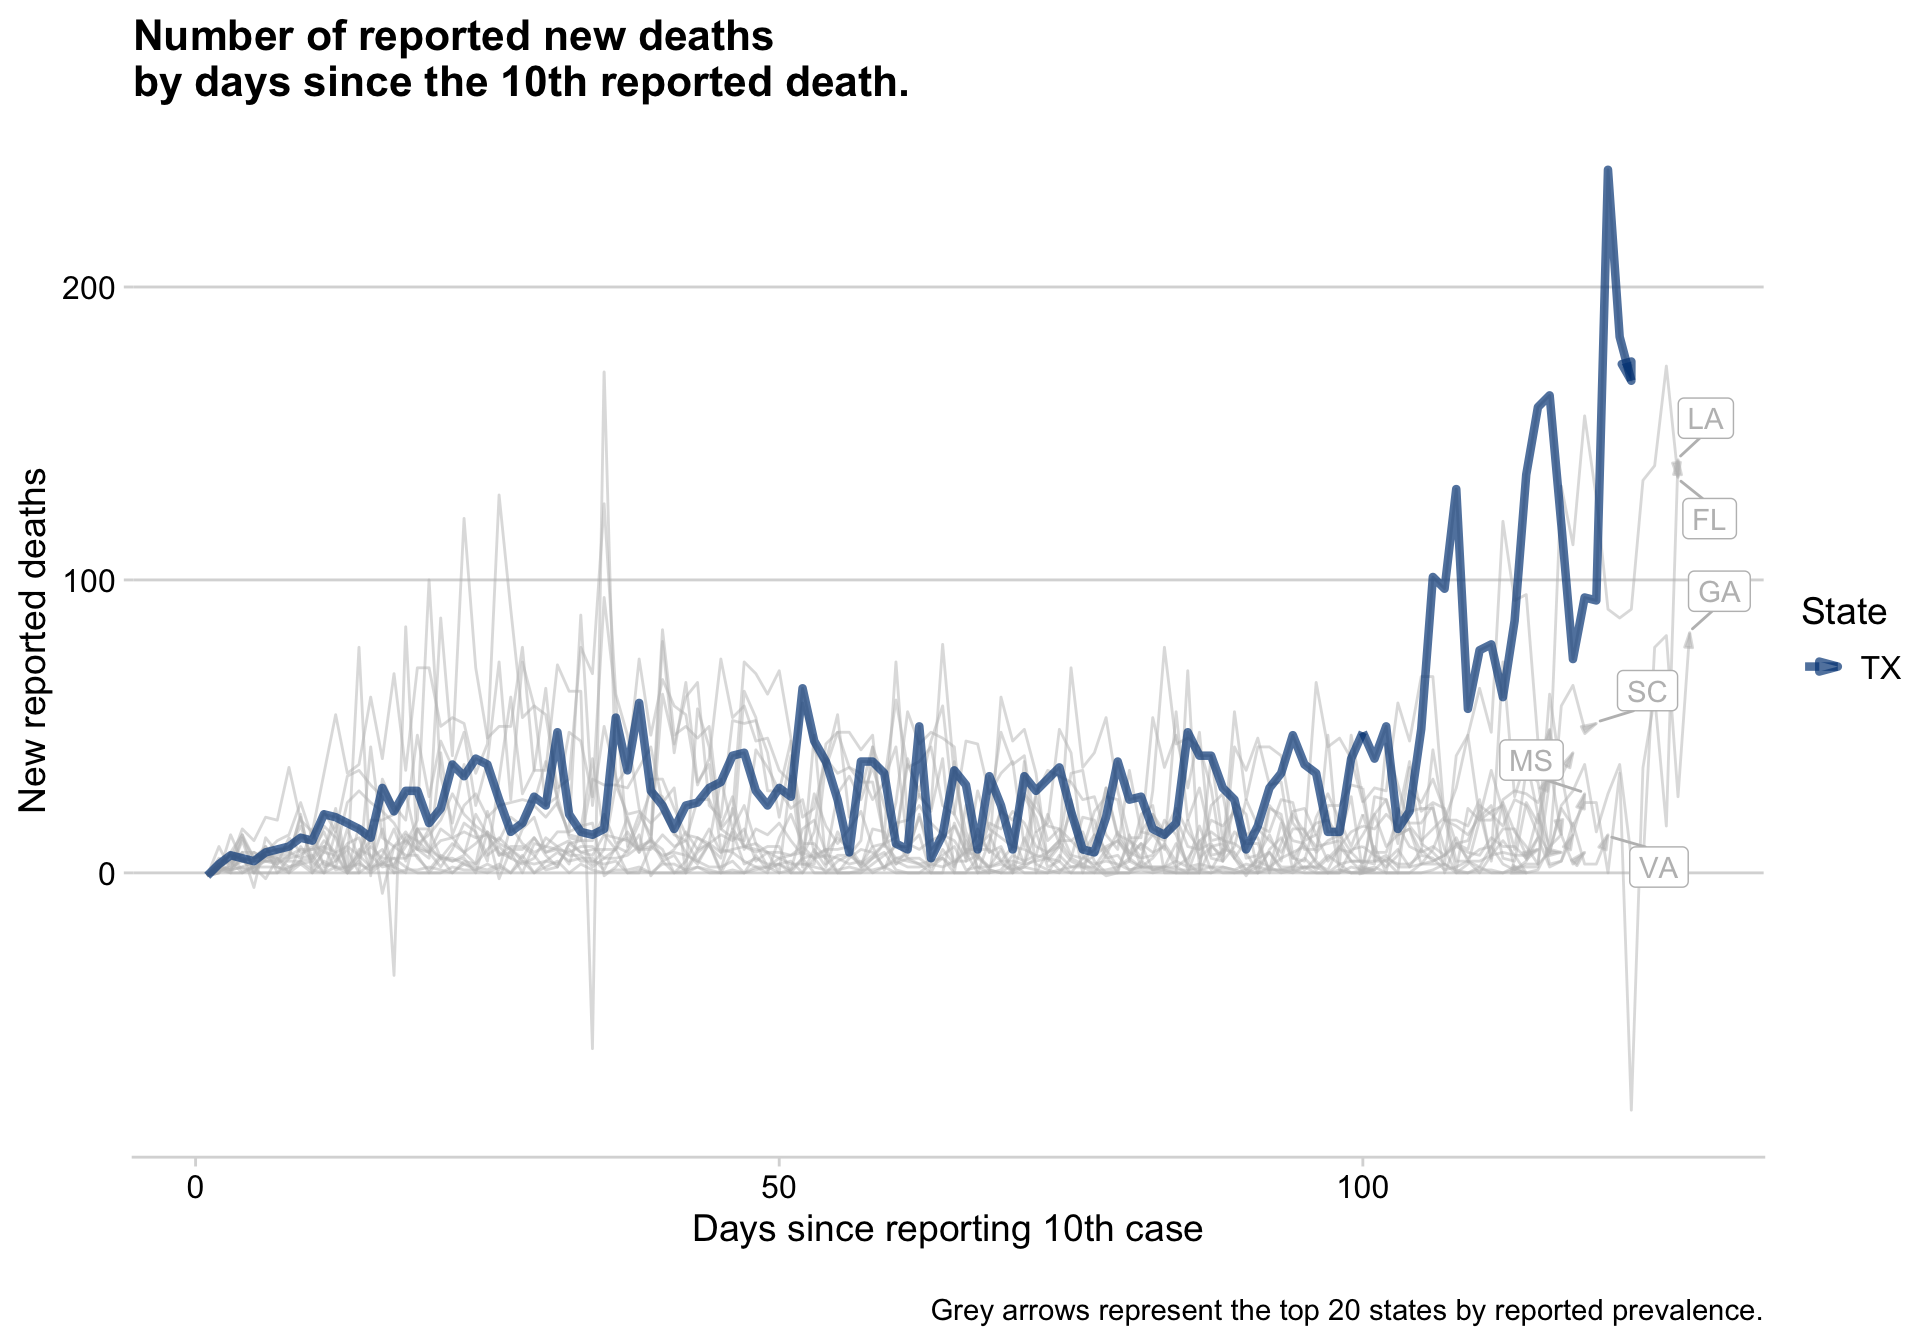 Number of reported new deaths
by days since the 10th reported death.
200
100
0
New reported deaths
LA
FL
GA
SC
MS
VA
State
TX
0
50
100
Days since reporting 10th case
Grey arrows represent the top 20 states by reported prevalence.